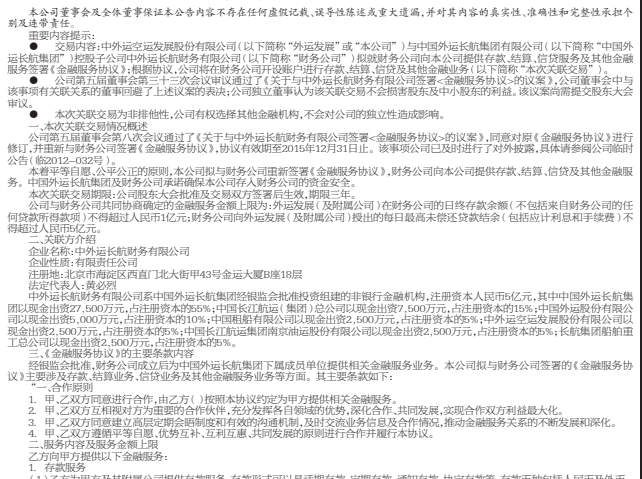 本公司董事会及全体董事保证本公告内容不存在任何虚假记载、误导性陈述或重大遗漏,并对其内容的真实性、准确性和完整性承担个
别及连带责任。
重要内容提示:
● 交易内容:中外运空运发展股份有限公司(以下简称“外运发展”或“本公司”)与中国外运长航集团有限公司(以下简称“中国外
运长航集团”)控股子公司中外运长航财务有限公司(以下简称“财务公司”)拟就财务公司向本公司提供存款、结算、信贷服务及其他金融
服务签署《金融服务协议》;根据协议,公司将在财务公司开设账户进行存款、结算、信贷及其他金融业务(以下简称“本次关联交易”)。
● 公司第五届董事会第三十三次会议审议通过了《关于与中外运长航财务有限公司签署<金融服务协议>的议案》,公司董事会中与
该事项有关联关系的董事回避了上述议案的表决;公司独立董事认为该关联交易不会损害股东及中小股东的利益。该议案尚需提交股东大会
审议。
● 本次关联交易为非排他性,公司有权选择其他金融机构,不会对公司的独立性造成影响。
一、本次关联交易情况概述
公司第五届董事会第八次会议通过了《关于与中外运长航财务有限公司签署<金融服务协议>的议案》,同意对原《金融服务协议》进行
修订,并重新与财务公司签署《金融服务协议》,协议有效期至2015年12月31日止。该事项公司已及时进行了对外披露,具体请参阅公司临时
公告(临2012-032号)。
本着平等自愿、公平公正的原则,本公司拟与财务公司重新签署《金融服务协议》,财务公司向本公司提供存款、结算、信贷及其他金融服
务。中国外运长航集团及财务公司承诺确保本公司存入财务公司的资金安全。
本次关联交易期限:公司股东大会批准及交易双方签署后生效,期限三年。
公司与财务公司共同协商确定的金融服务金额上限为:外运发展(及附属公司)在财务公司的日终存款余额(不包括来自财务公司的任
何贷款所得款项)不得超过人民币1亿元;财务公司向外运发展(及附属公司)授出的每日最高未偿还贷款结余(包括应计利息和手续费)不
得超过人民币5亿元。
二、关联方介绍
企业名称:中外运长航财务有限公司
企业性质:有限责任公司
注册地:北京市海淀区西直门北大街甲43号金运大厦B座18层
法定代表人:黄必烈
中外运长航财务有限公司系中国外运长航集团经银监会批准投资组建的非银行金融机构,注册资本人民币5亿元,其中中国外运长航集
团以现金出资27,500万元,占注册资本的55%;中国长江航运(集团)总公司以现金出资7,500万元,占注册资本的15%;中国外运股份有限公
司以现金出资5,000万元,占注册资本的10%;中国租船有限公司以现金出资2,500万元,占注册资本的5%;中外运空运发展股份有限公司以
现金出资2,500万元,占注册资本的5%;中国长江航运集团南京油运股份有限公司以现金出资2,500万元,占注册资本的5%;长航集团船舶重
工总公司以现金出资2,500万元,占注册资本的5%。
三、《金融服务协议》的主要条款内容
经银监会批准,财务公司成立后为中国外运长航集团下属成员单位提供相关金融服务业务。本公司拟与财务公司签署的《金融服务协
议》主要涉及存款、结算业务、信贷业务及其他金融服务业务等方面。其主要条款如下:
“一、合作原则
1. 甲、乙双方同意进行合作,由乙方()按照本协议约定为甲方提供相关金融服务。
2. 甲、乙双方互相视对方为重要的合作伙伴,充分发挥各自领域的优势,深化合作、共同发展,实现合作双方利益最大化。
3. 甲、乙双方同意建立高层定期会晤制度和有效的沟通机制,及时交流业务信息及合作情况,推动金融服务关系的不断发展和深化。
4. 甲、乙双方遵循平等自愿、优势互补、互利互惠、共同发展的原则进行合作并履行本协议。
二、服务内容及服务金额上限
乙方向甲方提供以下金融服务:
1. 存款服务